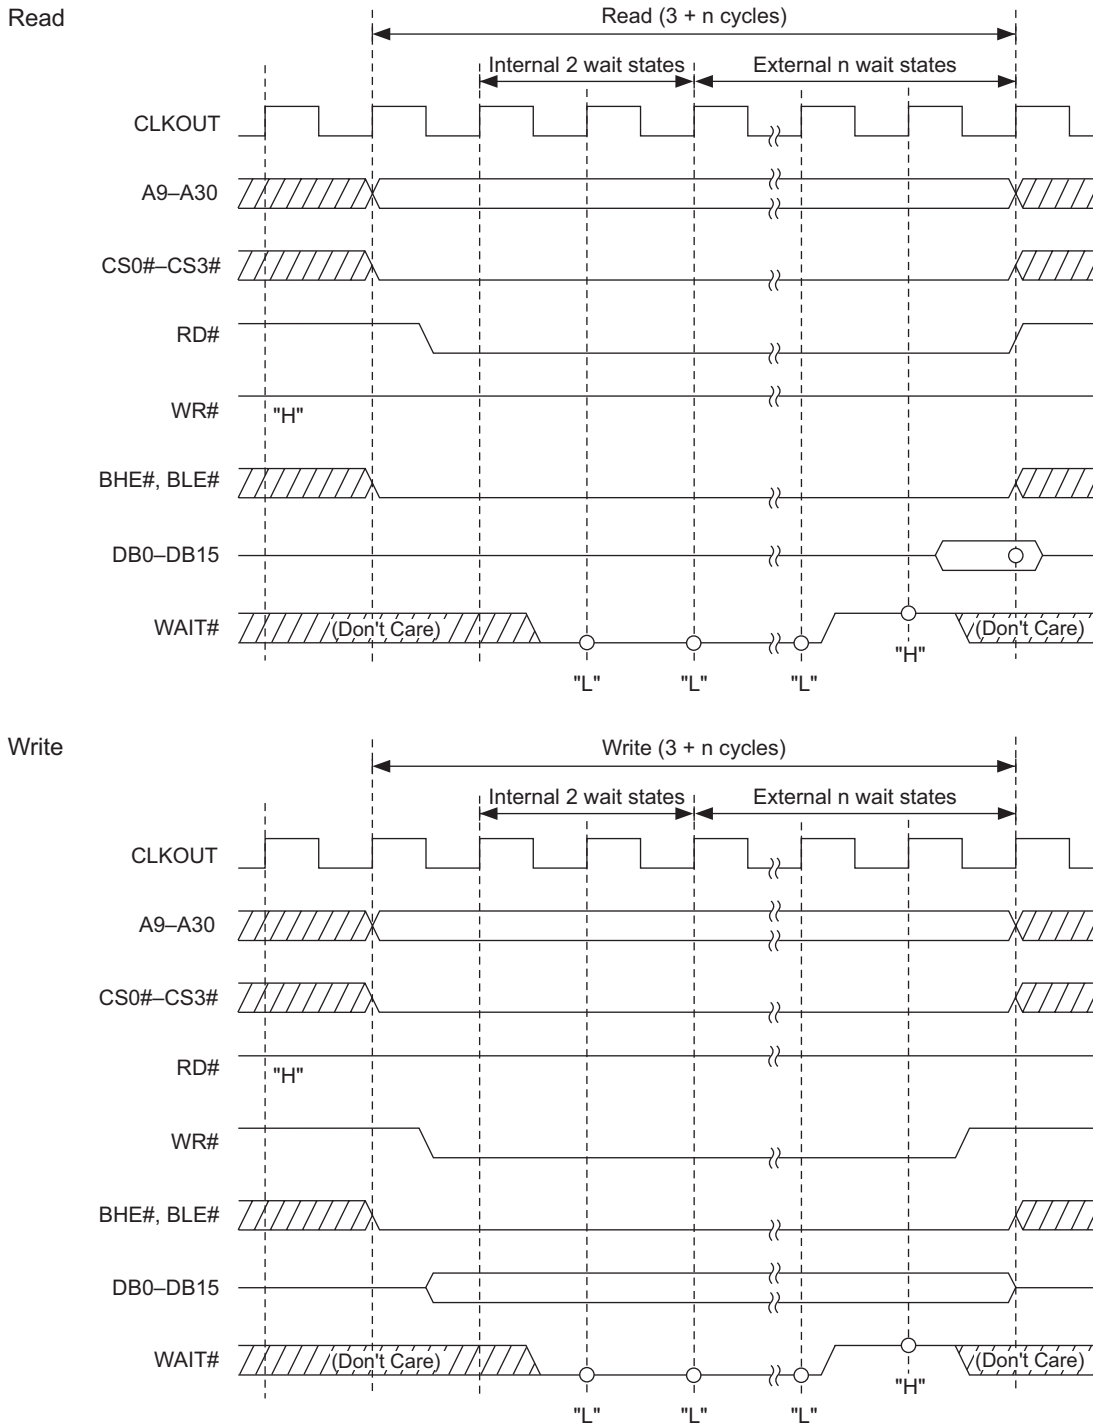 Read
Read (3 + n cycles)
Internal 2 wait states
External n wait states
CLKOUT
A9–A30
CS0#–CS3#
RD#
WR#
"H"
BHE#, BLE#
DB0–DB15
WAIT#
(Don't Care)
(Don't Care)
"H"
"L"
"L"
"L"
Write
Write (3 + n cycles)
Internal 2 wait states
External n wait states
CLKOUT
A9–A30
CS0#–CS3#
RD#
"H"
WR#
BHE#, BLE#
DB0–DB15
WAIT#
(Don't Care)
(Don't Care)
"H"
"L"
"L"
"L"